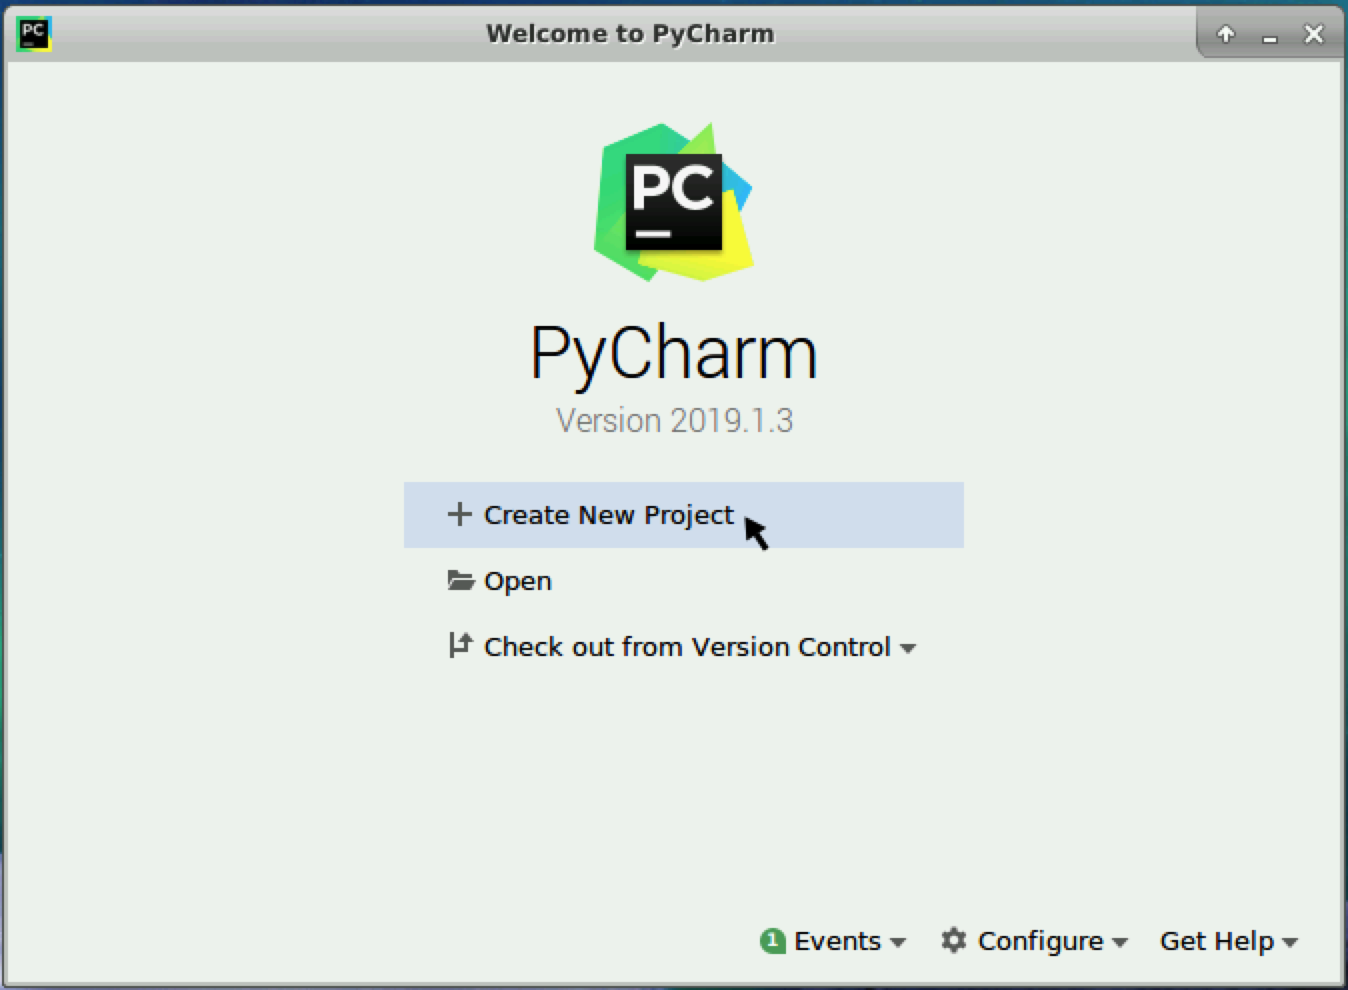 PC
Welcome to PyCharm
PC
PyCharm
Version 2019.1.3
Create New Project
Open
Check out from Version Control
1 Events Configure Get Help